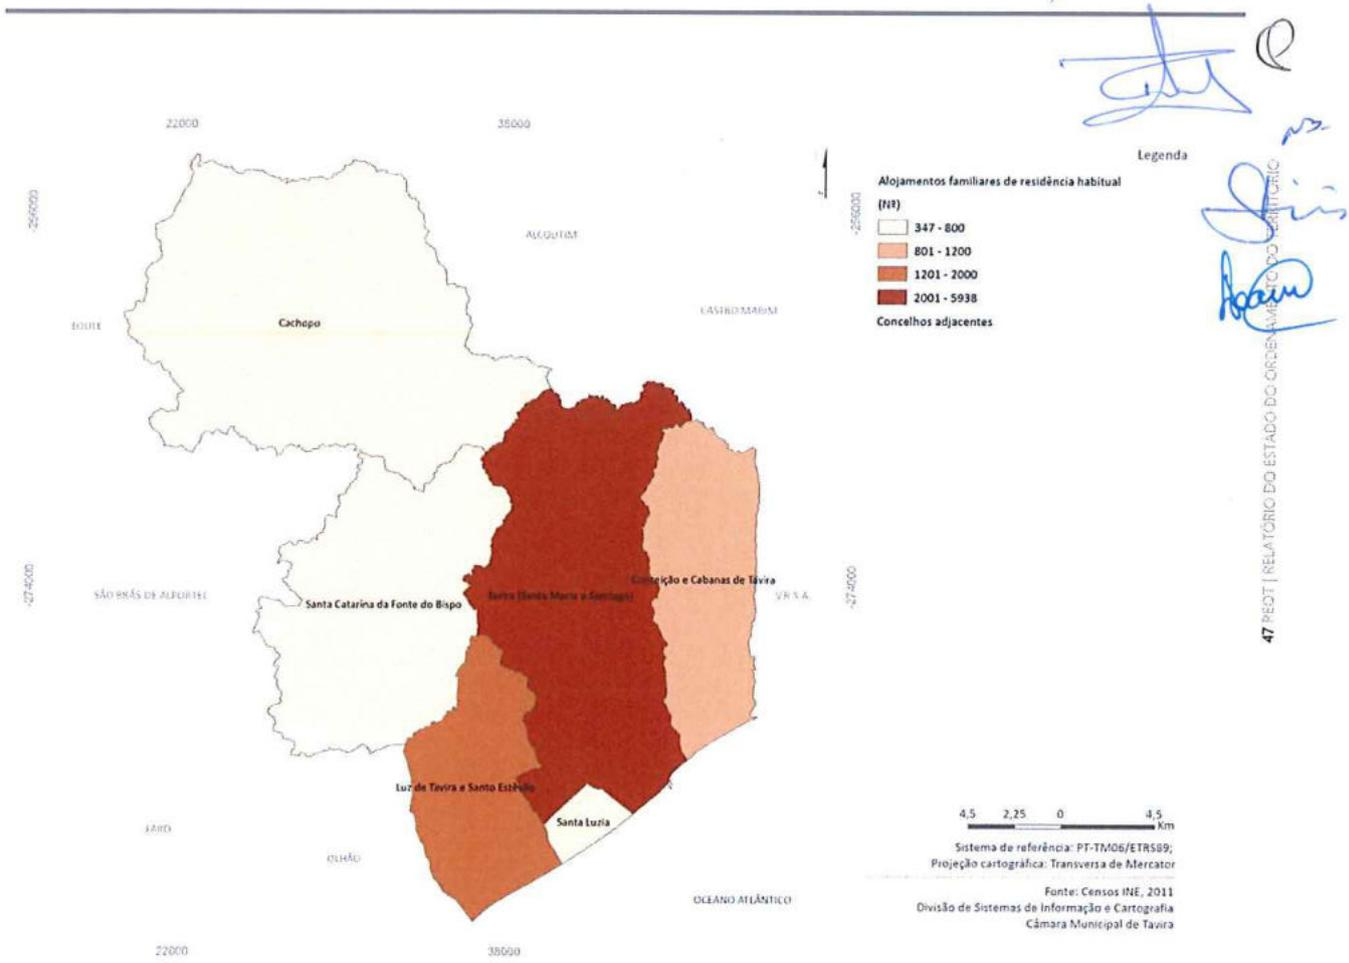 22000
38000
Legenda
Alojamentos familiares de residência habitual
(Nº)
347 - 800
801 - 1200
1201 - 2000
2001 - 5938
Concelhos adjacentes
-256000
-256000
ALCOUTIM
CASTRO MARIM
LOULÉ
Cachopo
-274000
-274000
SÃO BRÁS DE ALPORTEL
Santa Catarina da Fonte do Bispo
Tavira (Santa Maria e Santiago)
Conceição e Cabanas de Tavira
V.R.S.A.
Luz de Tavira e Santo Estêvão
Santa Luzia
FARO
OLHÃO
OCEANO ATLÂNTICO
4,5 2,25 0 4,5
Km
Sistema de referência: PT-TM06/ETRS89;
Projeção cartográfica: Transversa de Mercator
Fonte: Censos INE, 2011
Divisão de Sistemas de Informação e Cartografia
Câmara Municipal de Tavira
22000
38000
47 REOT | RELATÓRIO DO ESTADO DO ORDENAMENTO DO TERRITÓRIO